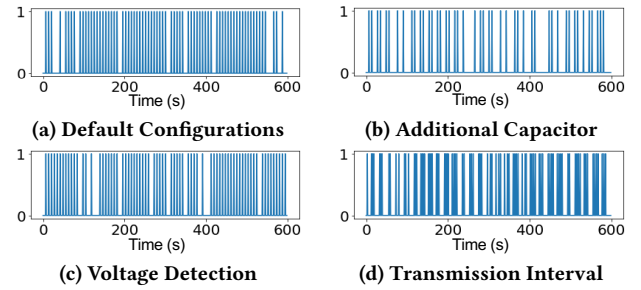 1
0
0 200 400 600
Time (s)
(a) Default Configurations
1
0
0 200 400 600
Time (s)
(b) Additional Capacitor
1
0
0 200 400 600
Time (s)
(c) Voltage Detection
1
0
0 200 400 600
Time (s)
(d) Transmission Interval